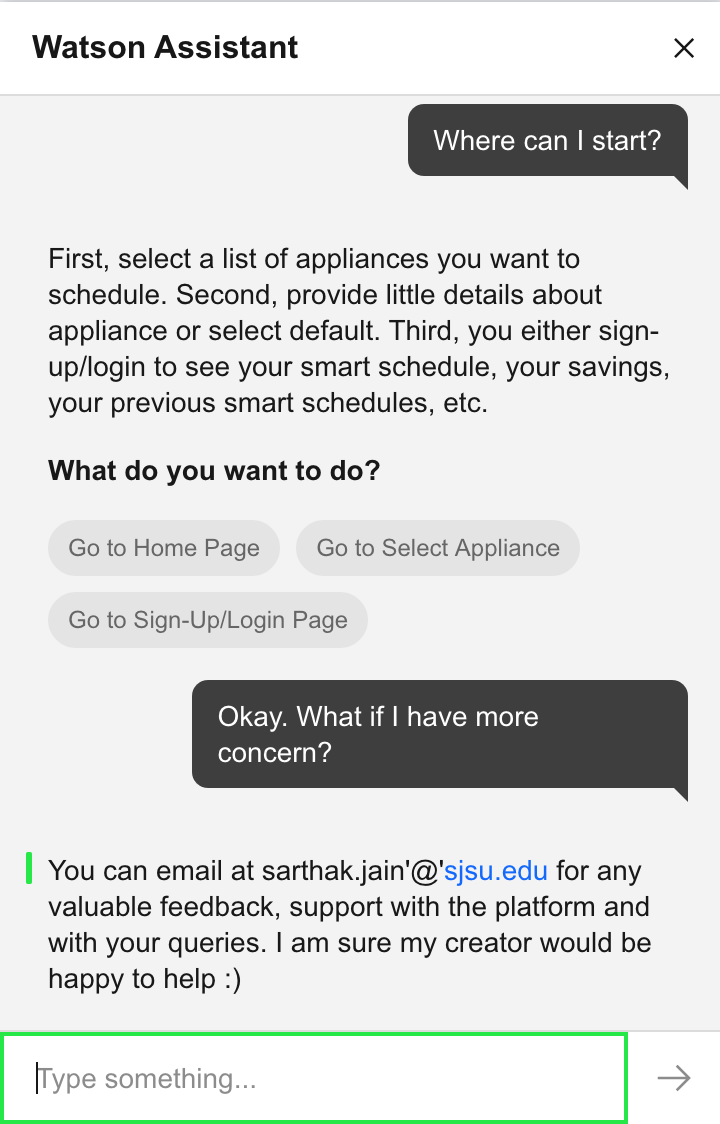 Watson Assistant
Where can I start?
First, select a list of appliances you want to
schedule. Second, provide little details about
appliance or select default. Third, you either sign-
up/login to see your smart schedule, your savings,
your previous smart schedules, etc.
What do you want to do?
Go to Home Page
Go to Select Appliance
Go to Sign-Up/Login Page
Okay. What if I have more
concern?
You can email at sarthak.jain'@'sjsu.edu for any
valuable feedback, support with the platform and
with your queries. I am sure my creator would be
happy to help :)
Type something...